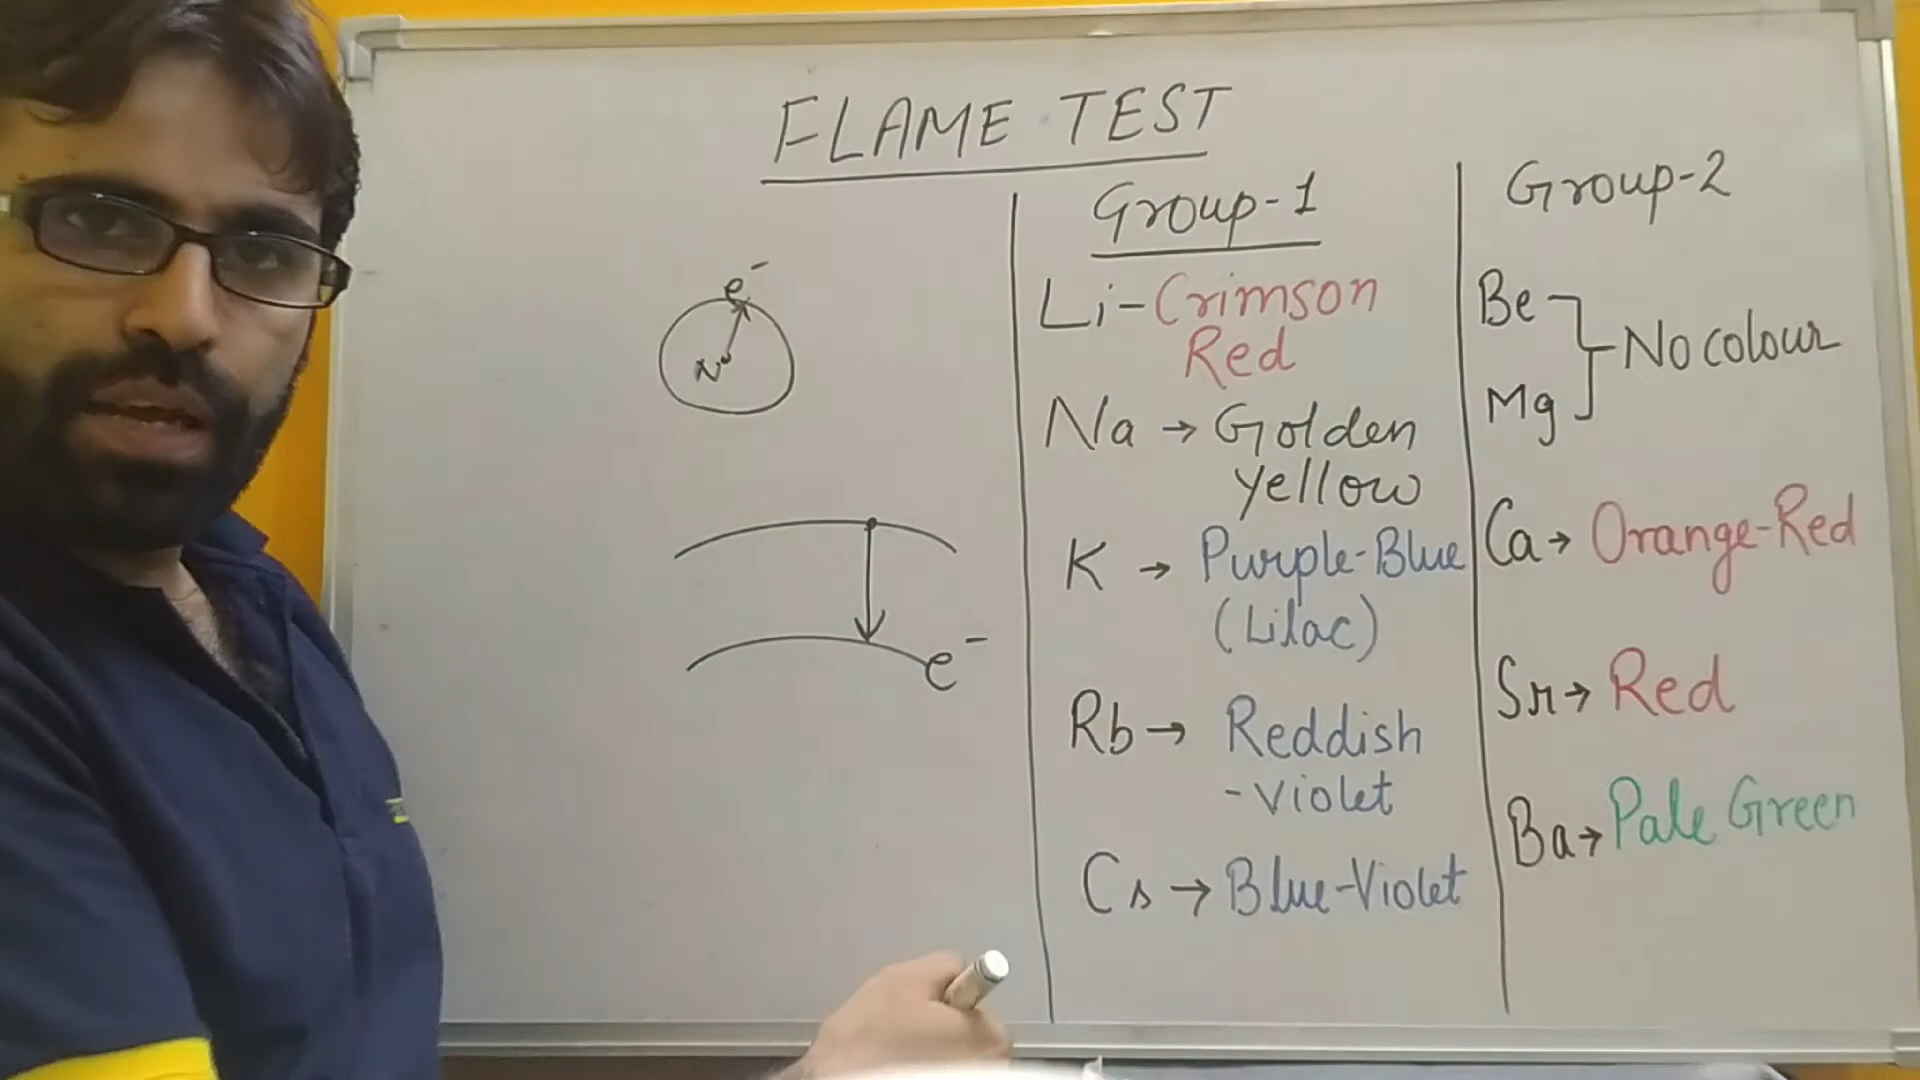 FLAME TEST
e⁻
N
e⁻
Group-1
Li-Crimson
Red
Na → Golden
yellow
K → Purple-Blue
(Lilac)
Rb → Reddish
-Violet
Cs → Blue-Violet
Group-2
Be
No colour
Mg
Ca → Orange-Red
Sr → Red
Ba → Pale Green